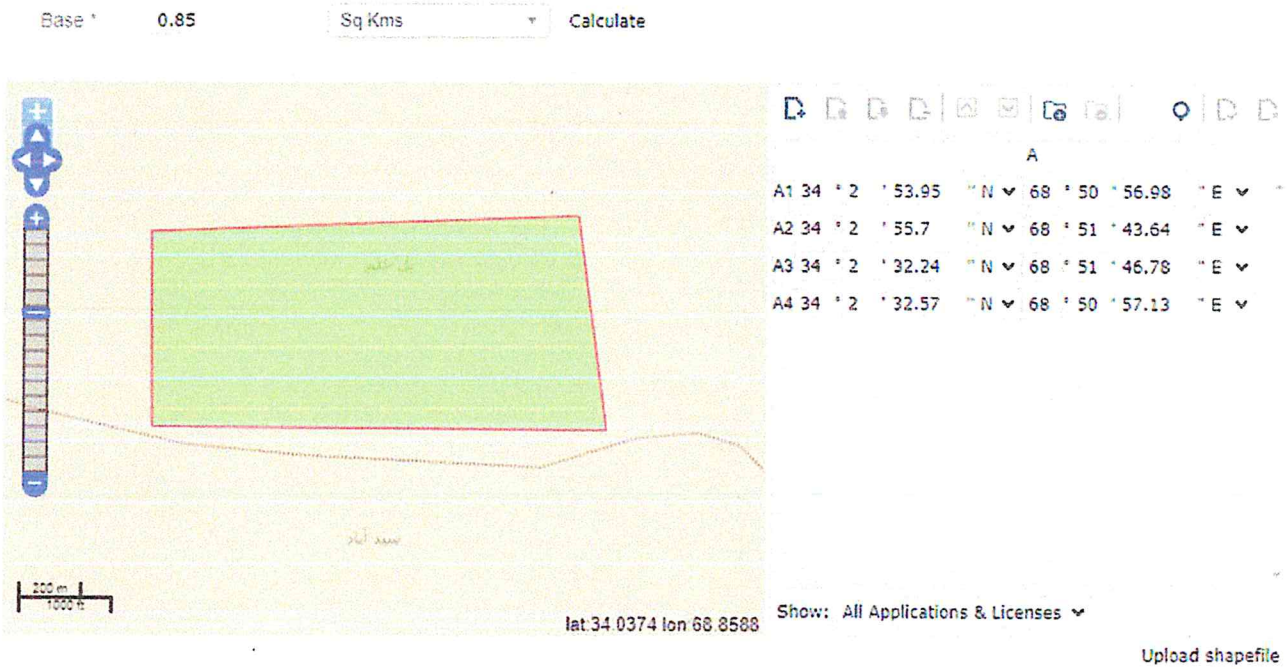 Base * 0.85 Sq Kms Calculate
A
A1 34 ° 2 ' 53.95 " N 68 ° 50 ' 56.98 " E
A2 34 ° 2 ' 55.7 " N 68 ° 51 ' 43.64 " E
A3 34 ° 2 ' 32.24 " N 68 ° 51 ' 46.78 " E
A4 34 ° 2 ' 32.57 " N 68 ° 50 ' 57.13 " E
سید آباد
200 m
1000 ft
lat:34.0374 lon:68.8588
Show: All Applications & Licenses
Upload shapefile